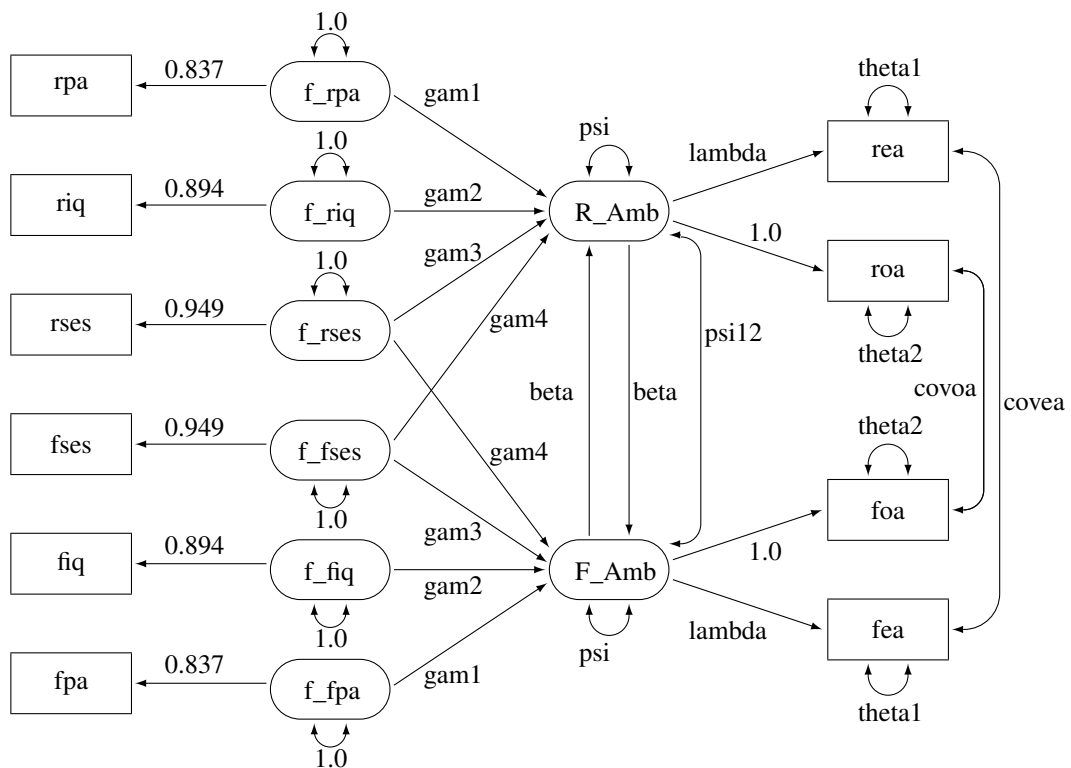 1.0
rpa
0.837
f_rpa
gam1
theta1
psi
lambda
rea
1.0
riq
0.894
f_riq
gam2
R_Amb
1.0
roa
theta2
1.0
rses
0.949
f_rses
gam3
gam4
psi12
beta
beta
covoa
covea
fses
0.949
f_fses
1.0
gam4
gam3
theta2
foa
1.0
fiq
0.894
f_fiq
1.0
gam2
F_Amb
psi
lambda
fea
theta1
fpa
0.837
f_fpa
1.0
gam1